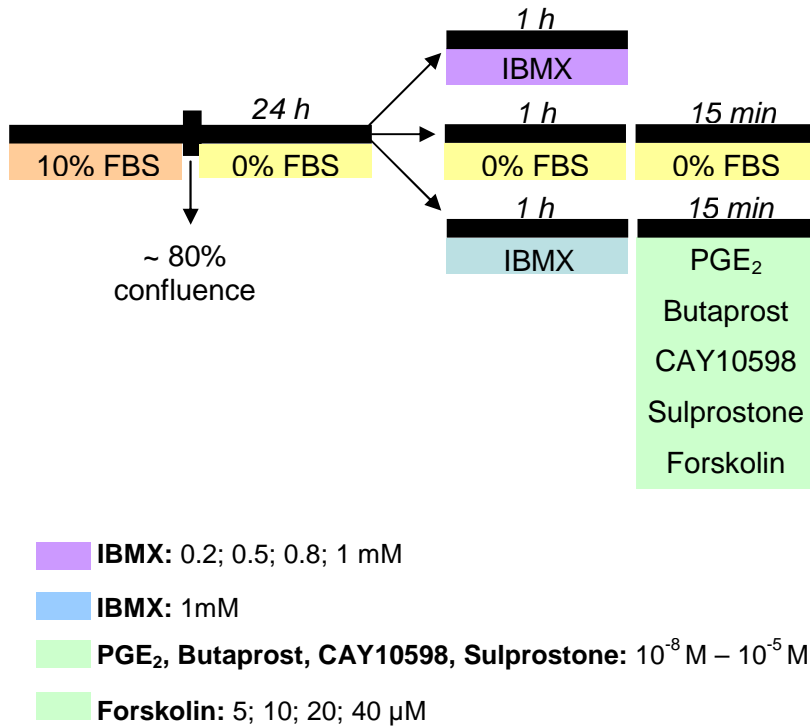 1 h
IBMX
24 h
1 h
15 min
10% FBS
0% FBS
0% FBS
0% FBS
~ 80%
confluence
1 h
15 min
IBMX
PGE₂
Butaprost
CAY10598
Sulprostone
Forskolin
IBMX: 0.2; 0.5; 0.8; 1 mM
IBMX: 1mM
PGE₂, Butaprost, CAY10598, Sulprostone: 10⁻⁸ M – 10⁻⁵ M
Forskolin: 5; 10; 20; 40 µM